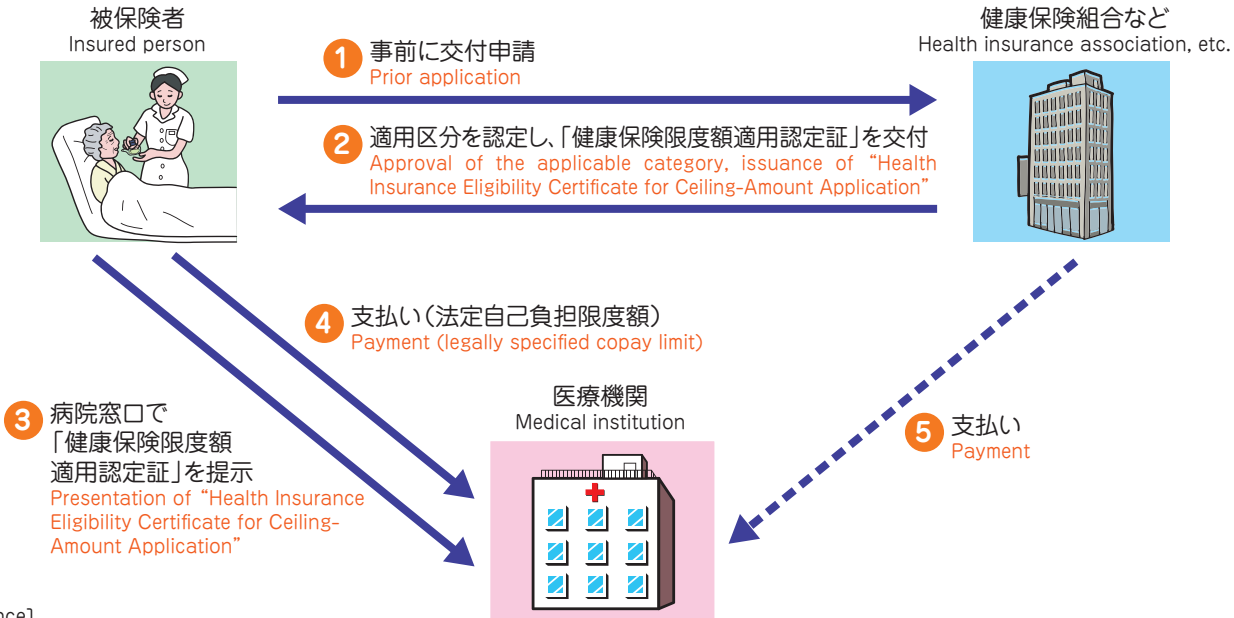 被保険者
Insured person
健康保険組合など
Health insurance association, etc.
1 事前に交付申請
Prior application
2 適用区分を認定し、「健康保険限度額適用認定証」を交付
Approval of the applicable category, issuance of “Health
Insurance Eligibility Certificate for Ceiling-Amount Application”
4 支払い(法定自己負担限度額)
Payment (legally specified copay limit)
3 病院窓口で
「健康保険限度額
適用認定証」を提示
Presentation of “Health Insurance
Eligibility Certificate for Ceiling-
Amount Application”
医療機関
Medical institution
5 支払い
Payment